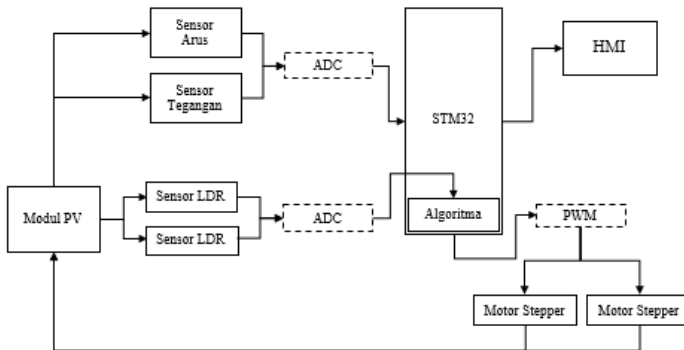 Sensor
Arus
ADC
Sensor
Tegangan
STM32
HMI
Modul PV
Sensor LDR
Sensor LDR
ADC
Algoritma
PWM
Motor Stepper
Motor Stepper